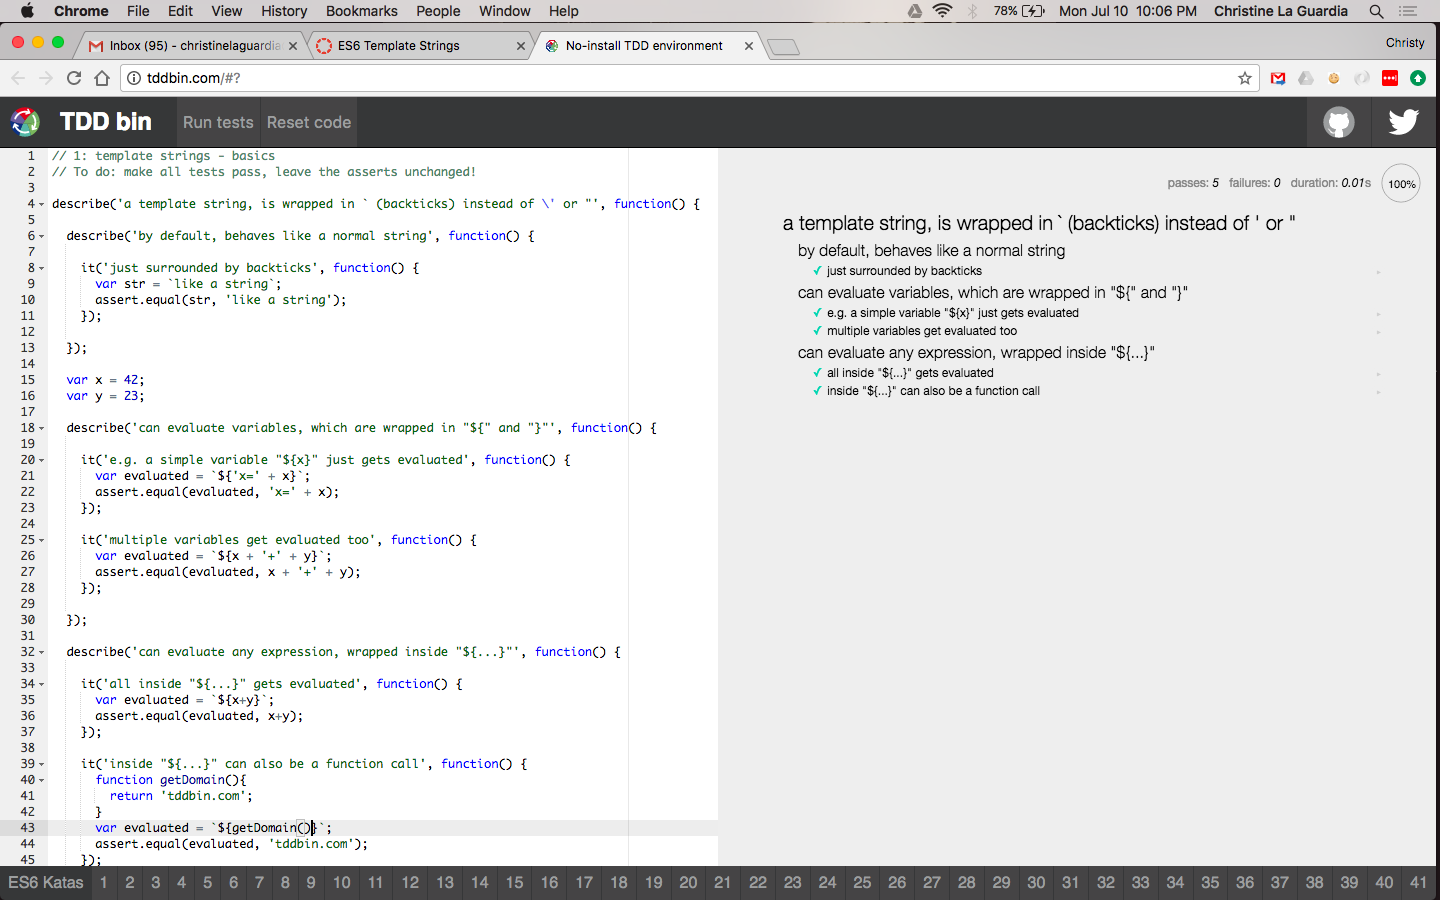 Chrome File Edit View History Bookmarks People Window Help 78% Mon Jul 10 10:06 PM Christine La Guardia
Inbox (95) - christinelaguardia ES6 Template Strings No-install TDD environment Christy
tddbin.com/#?
TDD bin Run tests Reset code
1 // 1: template strings - basics
2 // To do: make all tests pass, leave the asserts unchanged!
3
4 describe('a template string, is wrapped in ` (backticks) instead of \' or "', function() {
5
6 describe('by default, behaves like a normal string', function() {
7
8 it('just surrounded by backticks', function() {
9 var str = `like a string`;
10 assert.equal(str, 'like a string');
11 });
12
13 });
14
15 var x = 42;
16 var y = 23;
17
18 describe('can evaluate variables, which are wrapped in "${" and "}"', function() {
19
20 it('e.g. a simple variable "${x}" just gets evaluated', function() {
21 var evaluated = `${'x=' + x}`;
22 assert.equal(evaluated, 'x=' + x);
23 });
24
25 it('multiple variables get evaluated too', function() {
26 var evaluated = `${x + '+' + y}`;
27 assert.equal(evaluated, x + '+' + y);
28 });
29
30 });
31
32 describe('can evaluate any expression, wrapped inside "${...}"', function() {
33
34 it('all inside "${...}" gets evaluated', function() {
35 var evaluated = `${x+y}`;
36 assert.equal(evaluated, x+y);
37 });
38
39 it('inside "${...}" can also be a function call', function() {
40 function getDomain(){
41 return 'tddbin.com';
42 }
43 var evaluated = `${getDomain()}`;
44 assert.equal(evaluated, 'tddbin.com');
45 });
passes: 5 failures: 0 duration: 0.01s 100%
a template string, is wrapped in ` (backticks) instead of ' or "
by default, behaves like a normal string
just surrounded by backticks
can evaluate variables, which are wrapped in "${" and "}"
e.g. a simple variable "${x}" just gets evaluated
multiple variables get evaluated too
can evaluate any expression, wrapped inside "${...}"
all inside "${...}" gets evaluated
inside "${...}" can also be a function call
ES6 Katas 1 2 3 4 5 6 7 8 9 10 11 12 13 14 15 16 17 18 19 20 21 22 23 24 25 26 27 28 29 30 31 32 33 34 35 36 37 38 39 40 41